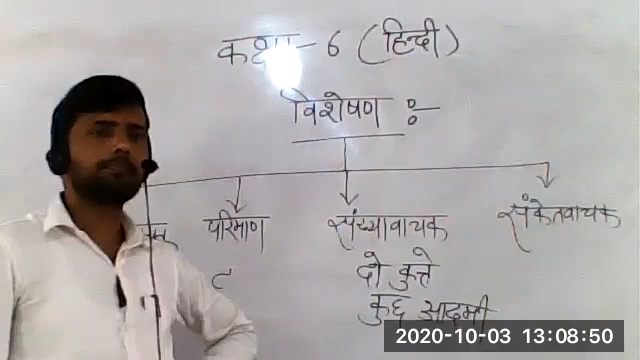 कक्षा - 6 (हिन्दी)
विशेषण :-
परिमाण संख्यावाचक संकेतवाचक
दो कुत्ते
कुछ आदमी
2020-10-03 13:08:50